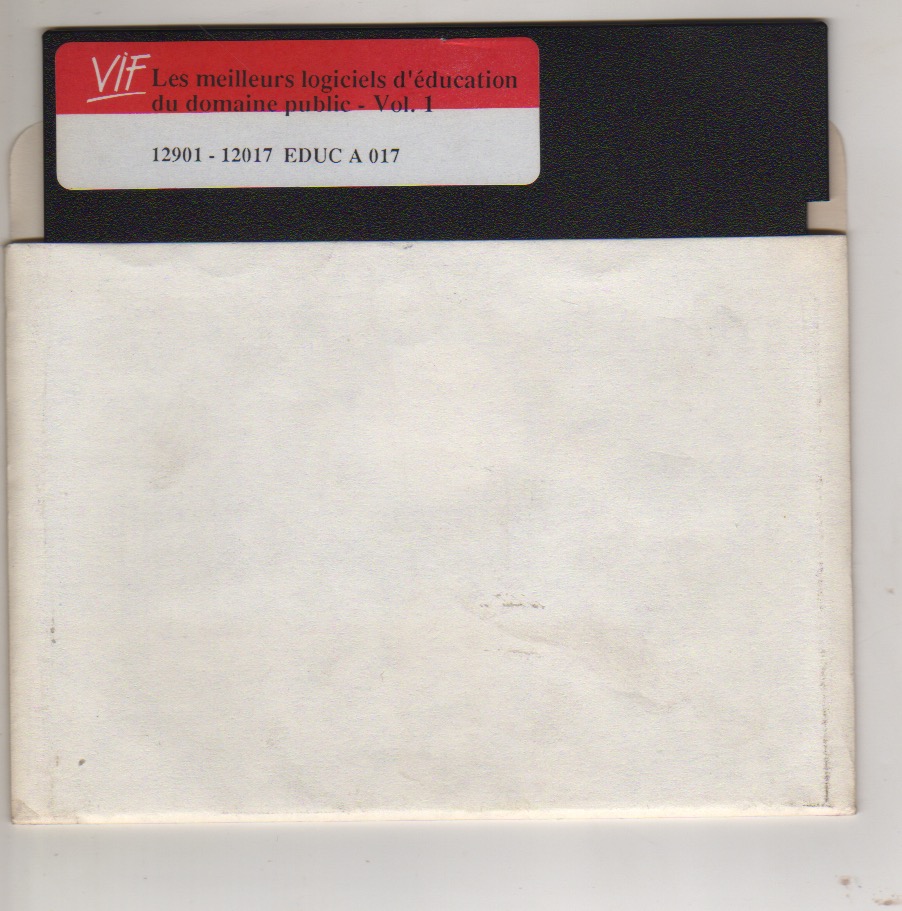 VIF
Les meilleurs logiciels d'éducation
du domaine public - Vol. 1
12901 - 12017 EDUC A 017